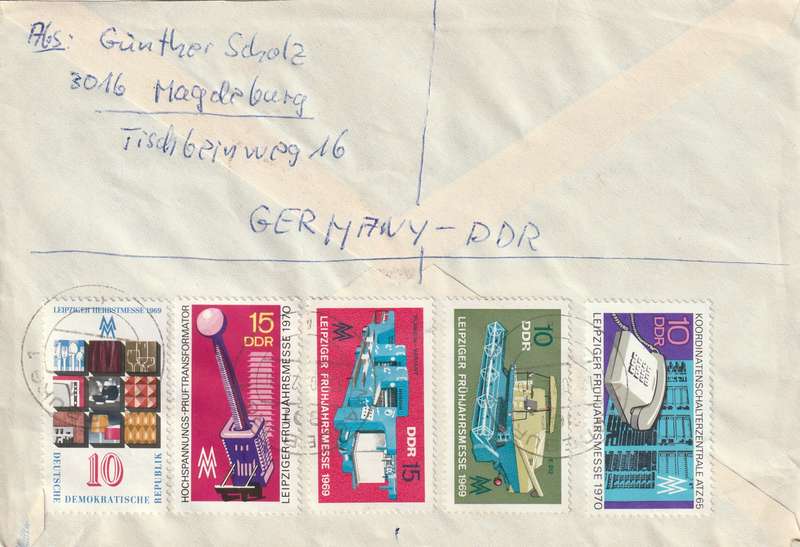 Abs: Günther Scholz
3016 Magdeburg
Tischbeinweg 16
GERMANY-DDR
LEIPZIGER HERBSTMESSE 1969
10
DEUTSCHE
DEMOKRATISCHE
REPUBLIK
HOCHSPANNUNGS-PRÜFTRANSFORMATOR
15
DDR
LEIPZIGER FRÜHJAHRSMESSE 1970
LEIPZIGER FRÜHJAHRSMESSE 1969
DDR 15
10
DDR
LEIPZIGER FRÜHJAHRSMESSE 1969
10
DDR
KOORDINATENSCHALTERZENTRALE ATZ 65
LEIPZIGER FRÜHJAHRSMESSE 1970